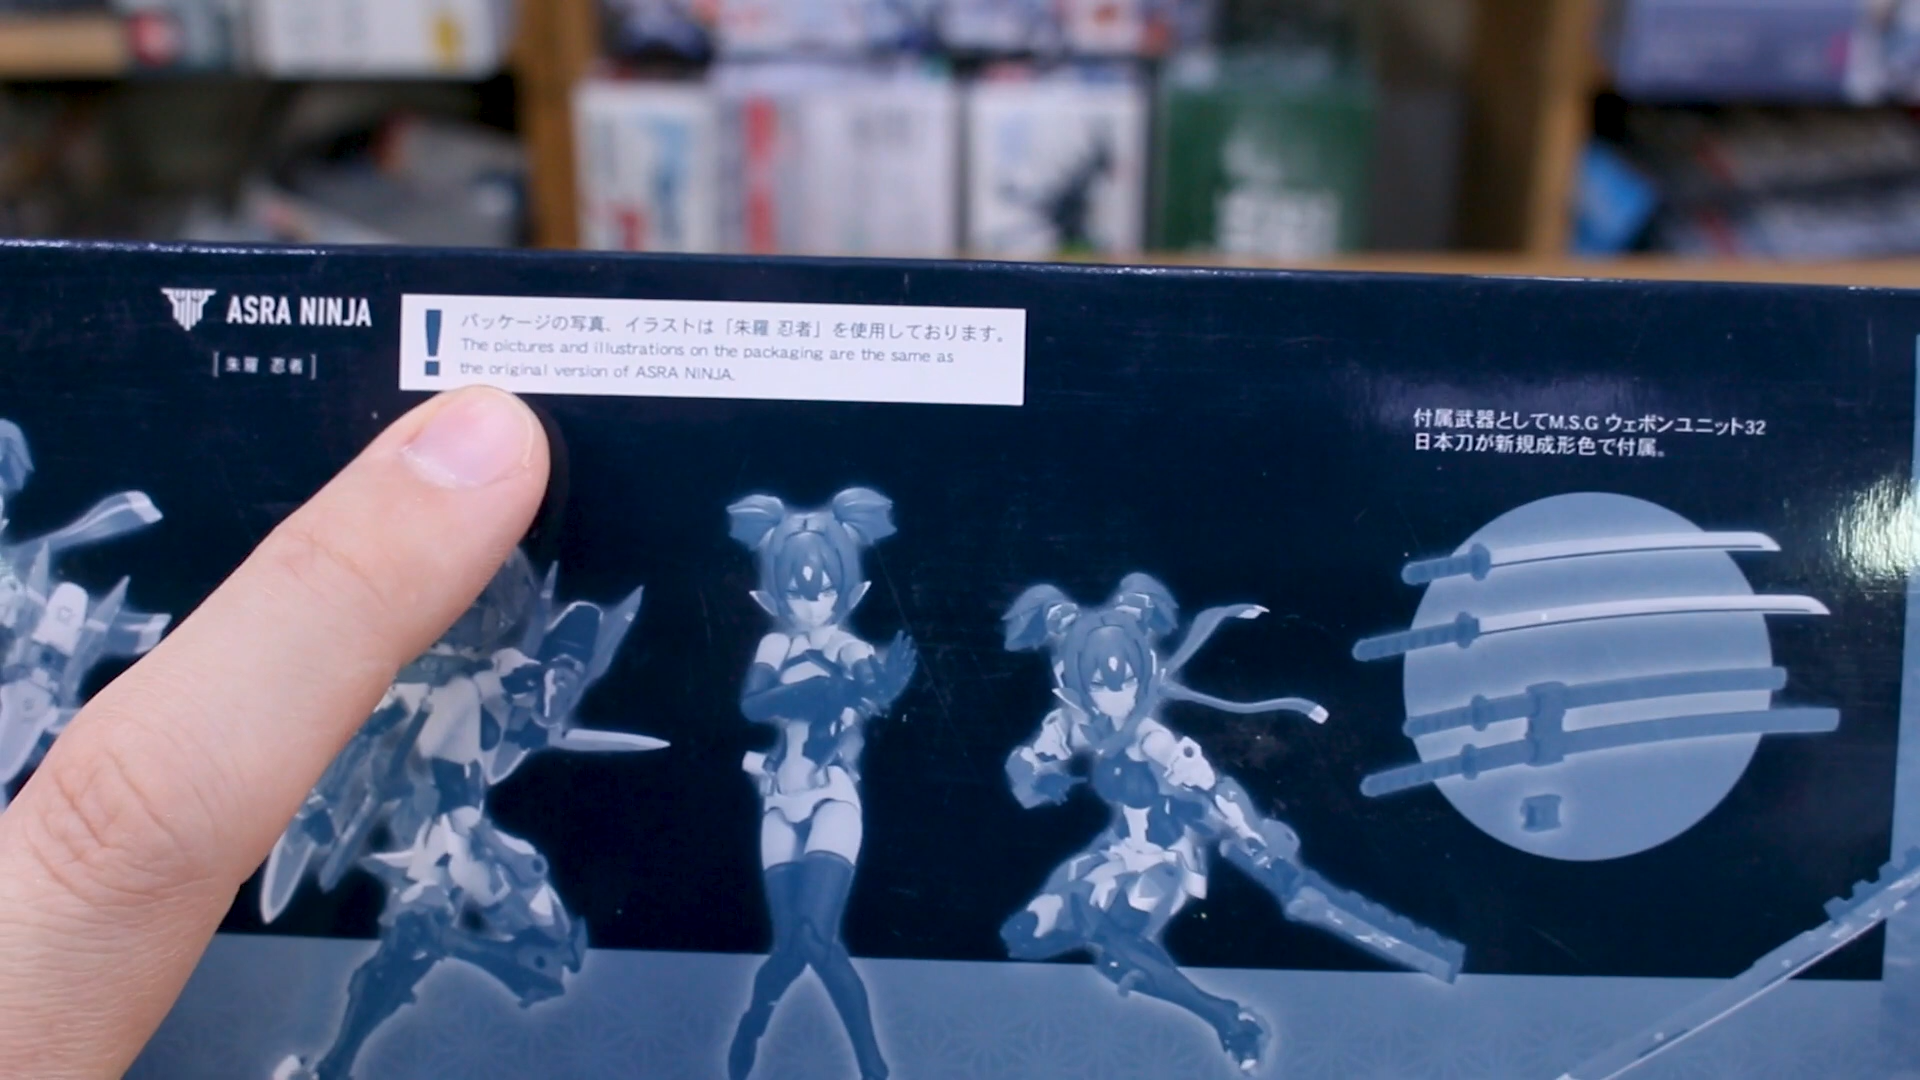 ASRA NINJA
[朱羅 忍者]
! パッケージの写真、イラストは「朱羅 忍者」を使用しております。
The pictures and illustrations on the packaging are the same as
the original version of ASRA NINJA.
付属武器としてM.S.G ウェポンユニット32
日本刀が新規成形色で付属。